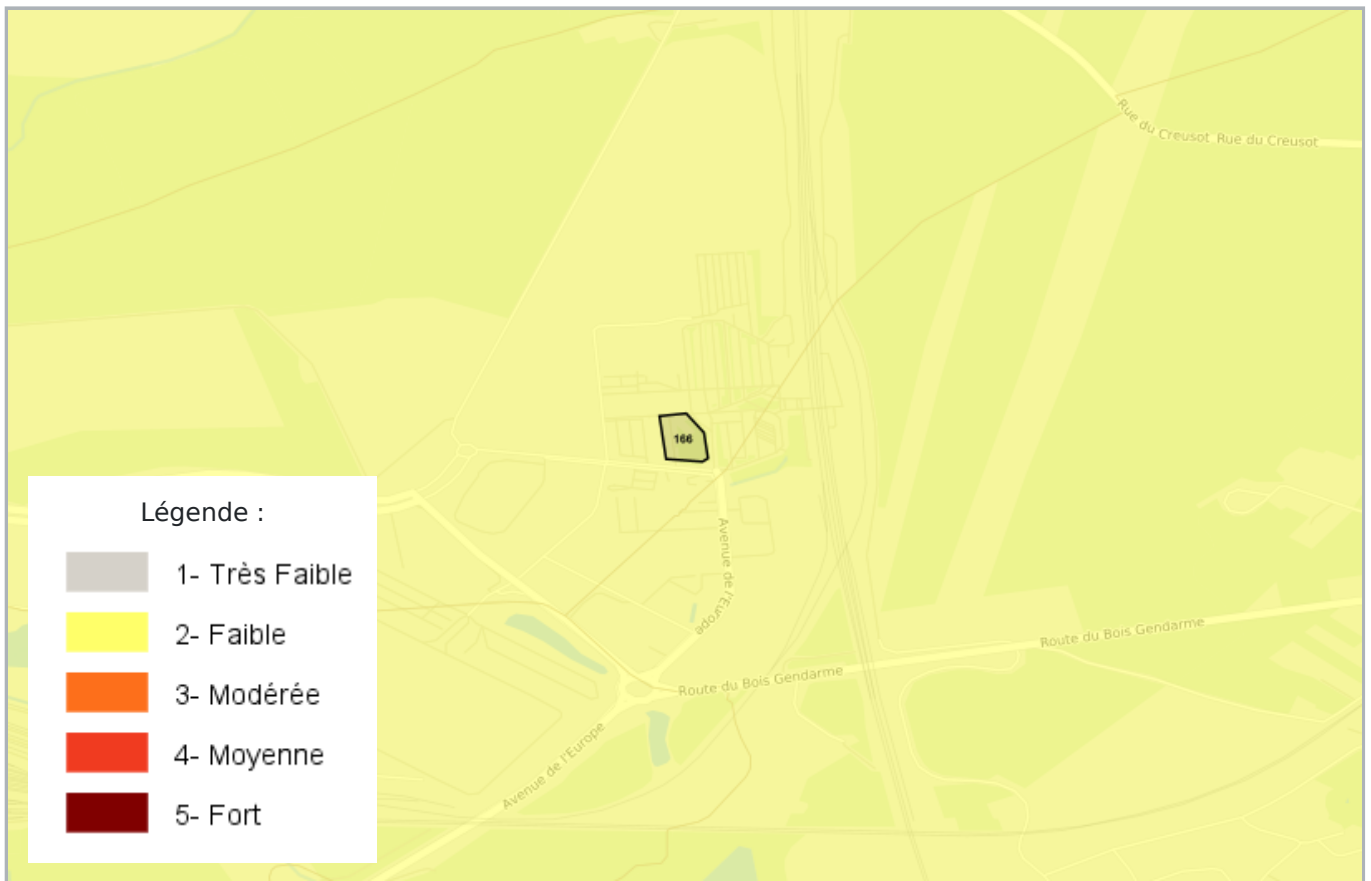 Rue du Creusot Rue du Creusot
166
Avenue de l'Europe
Route du Bois Gendarme
Route du Bois Gendarme
Avenue de l'Europe
Légende :
1- Très Faible
2- Faible
3- Modérée
4- Moyenne
5- Fort